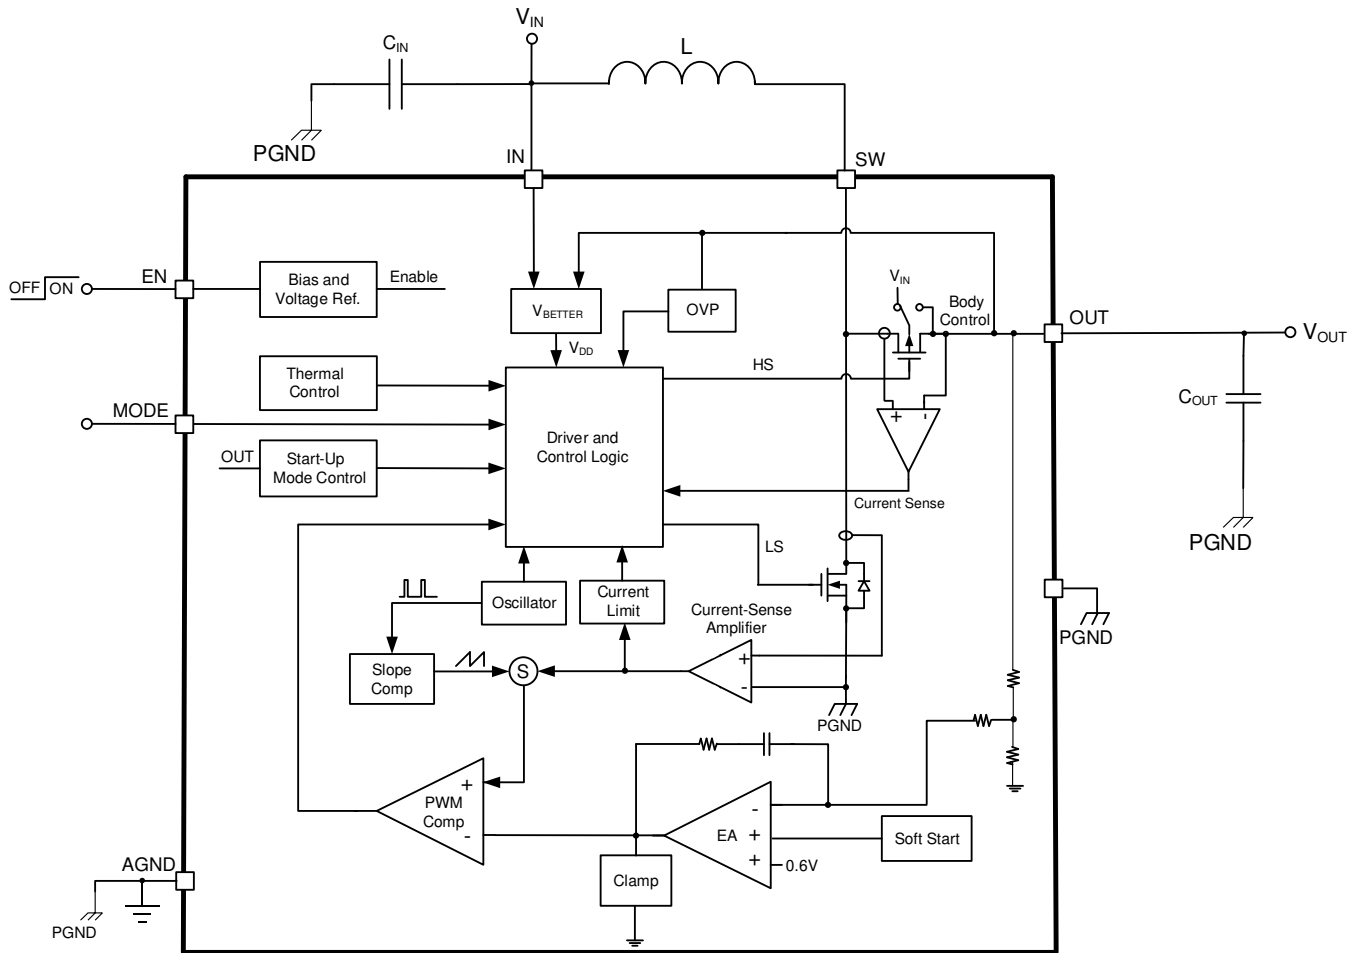 VIN
CIN
L
PGND
IN
SW
EN
OFF
ON
Bias and
Voltage Ref.
Enable
VBETTER
OVP
VIN
Body
Control
OUT
VOUT
VDD
Thermal
Control
HS
COUT
MODE
+
-
Driver and
Control Logic
OUT
Start-Up
Mode Control
Current Sense
PGND
LS
Oscillator
Current
Limit
Current-Sense
Amplifier
PGND
Slope
Comp
S
+
-
PGND
+
PWM
Comp
-
-
EA
+
+
0.6V
Soft Start
Clamp
AGND
PGND